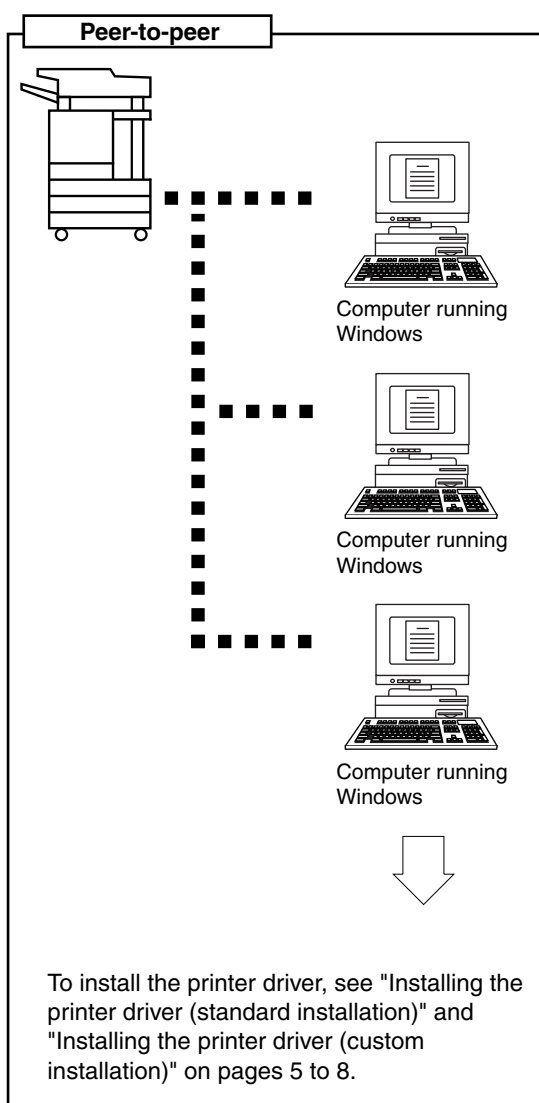 Peer-to-peer
Computer running
Windows
Computer running
Windows
Computer running
Windows
To install the printer driver, see "Installing the
printer driver (standard installation)" and
"Installing the printer driver (custom
installation)" on pages 5 to 8.